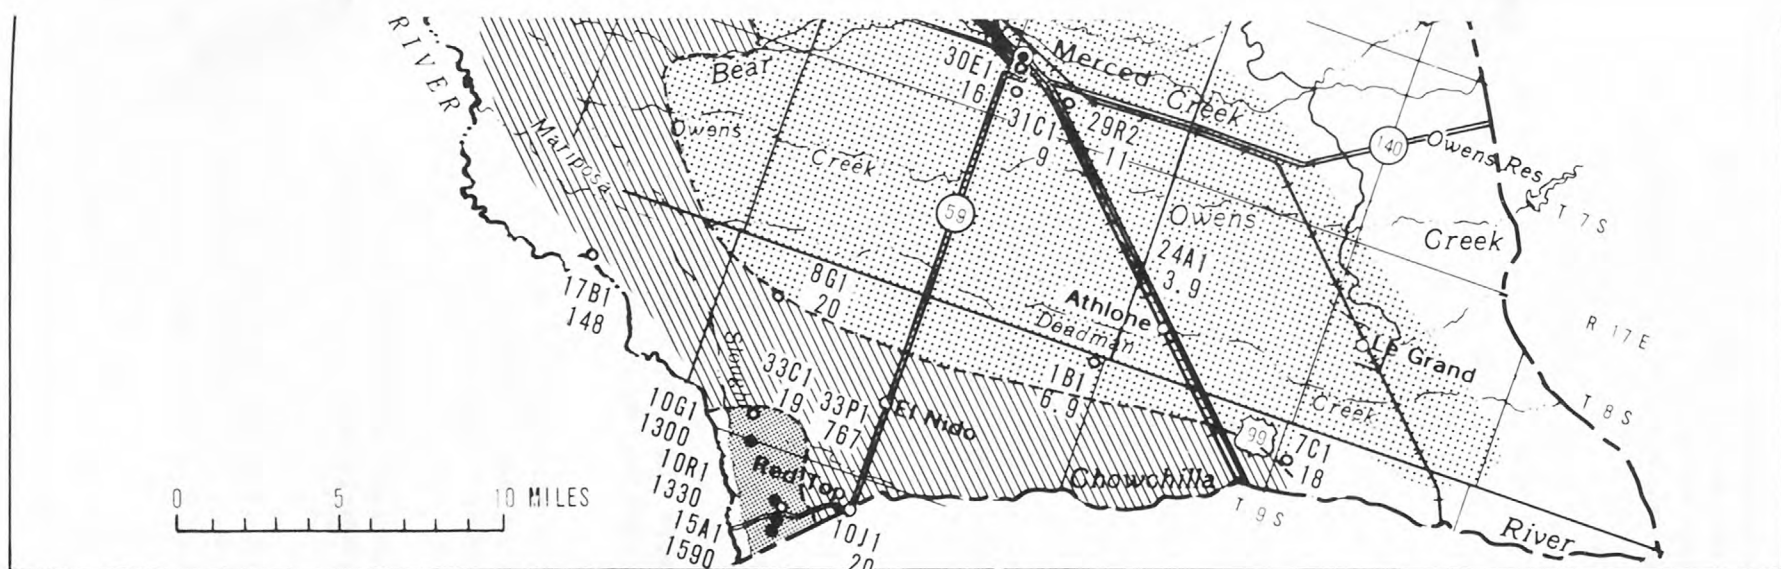 RIVER
Bear
30E1
16
Merced
Creek
31C1
9
29R2
11
140
Owens Res
Owens
Creek
Mariposa
Slough
59
Owens
Creek
T 7 S
24A1
3.9
17B1
148
8G1
20
Athlone
Deadman
Creek
R 17 E
Le Grand
1B1
6.9
33C1
19
33P1
767
El Nido
T 8 S
10G1
1300
99
7C1
18
Red Top
Chowchilla
River
10R1
1330
T 9 S
15A1
1590
10J1
20
0 5 10 MILES